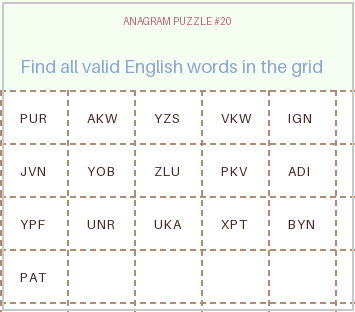 ANAGRAM PUZZLE #20
Find all valid English words in the grid
PUR AKW YZS VKW IGN
JVN YOB ZLU PKV ADI
YPF UNR UKA XPT BYN
PAT